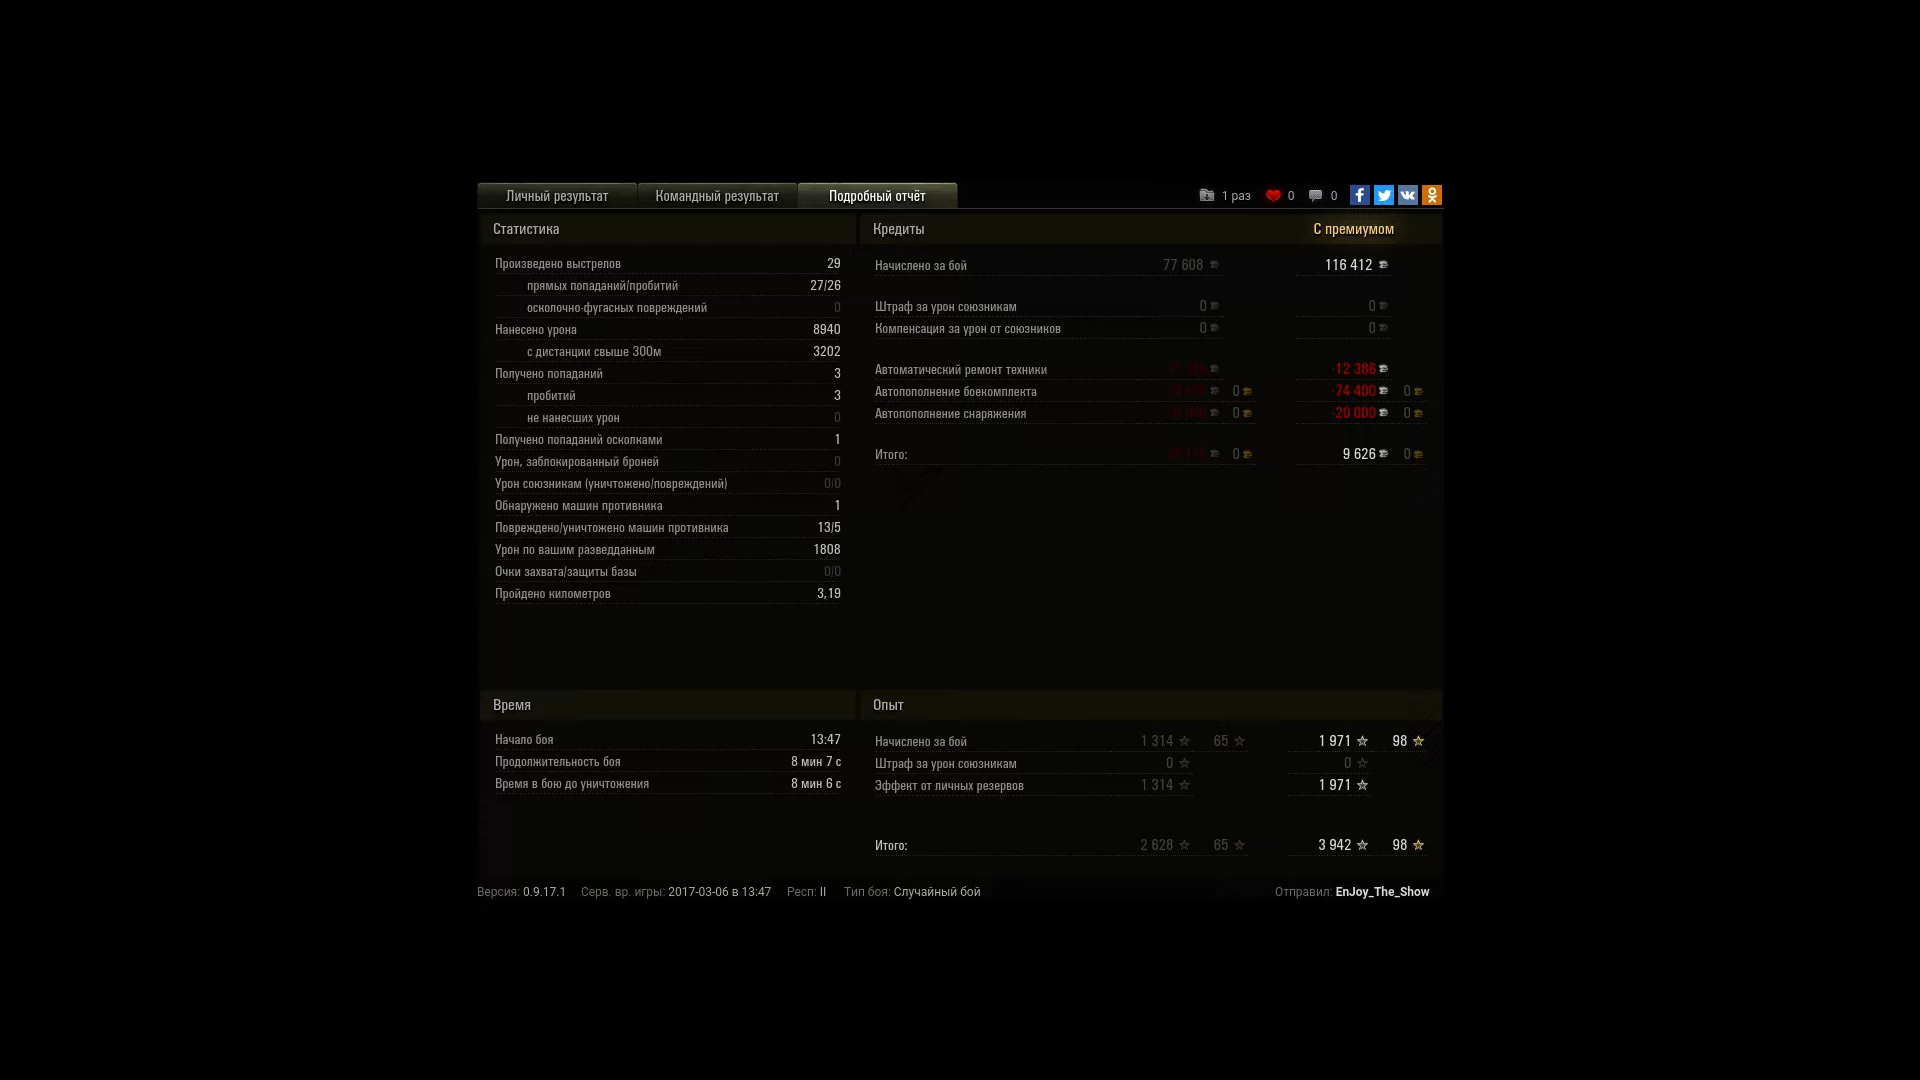 Личный результат Командный результат Подробный отчёт 1 раз 0 0
Статистика
Произведено выстрелов 29
прямых попаданий/пробитий 27/26
осколочно-фугасных повреждений 0
Нанесено урона 8940
с дистанции свыше 300м 3202
Получено попаданий 3
пробитий 3
не нанесших урон 0
Получено попаданий осколками 1
Урон, заблокированный броней 0
Урон союзникам (уничтожено/повреждений) 0/0
Обнаружено машин противника 1
Повреждено/уничтожено машин противника 13/5
Урон по вашим разведданным 1808
Очки захвата/защиты базы 0/0
Пройдено километров 3,19
Кредиты С премиумом
Начислено за бой 77 608 116 412
Штраф за урон союзникам 0 0
Компенсация за урон от союзников 0 0
Автоматический ремонт техники -12 386
Автопополнение боекомплекта 0 -74 400 0
Автопополнение снаряжения 0 -20 000 0
Итого: 0 9 626 0
Время
Начало боя 13:47
Продолжительность боя 8 мин 7 с
Время в бою до уничтожения 8 мин 6 с
Опыт
Начислено за бой 1 314 65 1 971 98
Штраф за урон союзникам 0 0
Эффект от личных резервов 1 314 1 971
Итого: 2 628 65 3 942 98
Версия: 0.9.17.1 Серв. вр. игры: 2017-03-06 в 13:47 Респ: II Тип боя: Случайный бой Отправил: EnJoy_The_Show